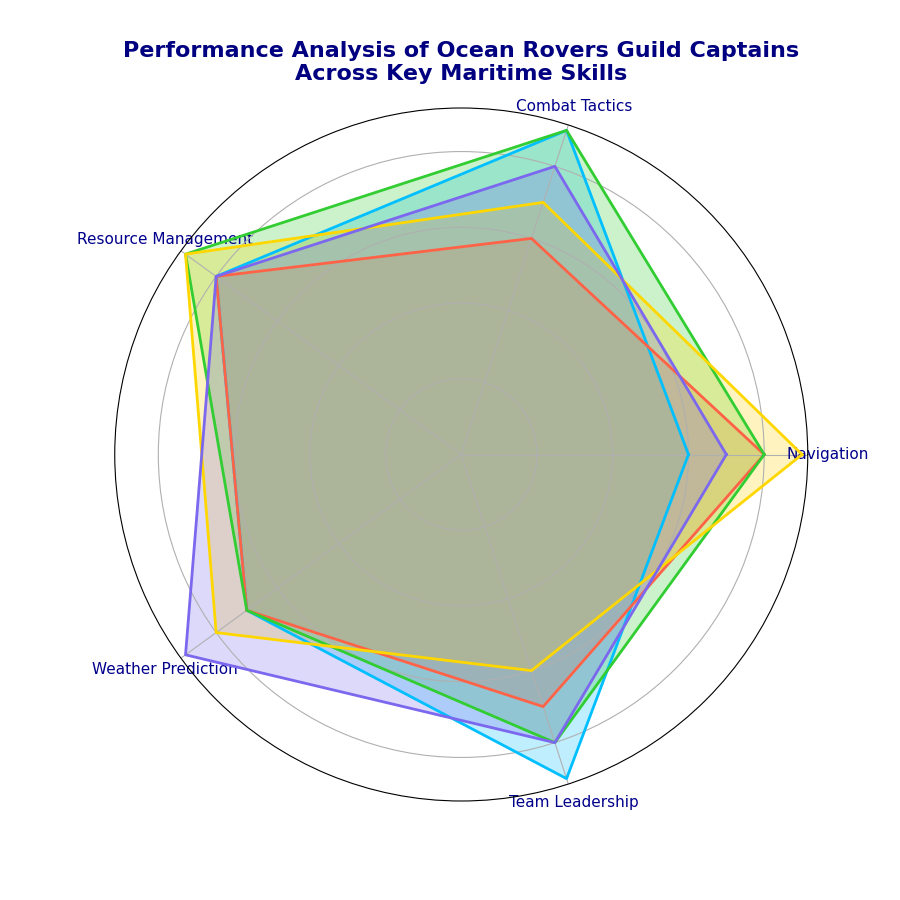 Performance Analysis of Ocean Rovers Guild Captains
Across Key Maritime Skills
Combat Tactics
Resource Management
Navigation
Weather Prediction
Team Leadership